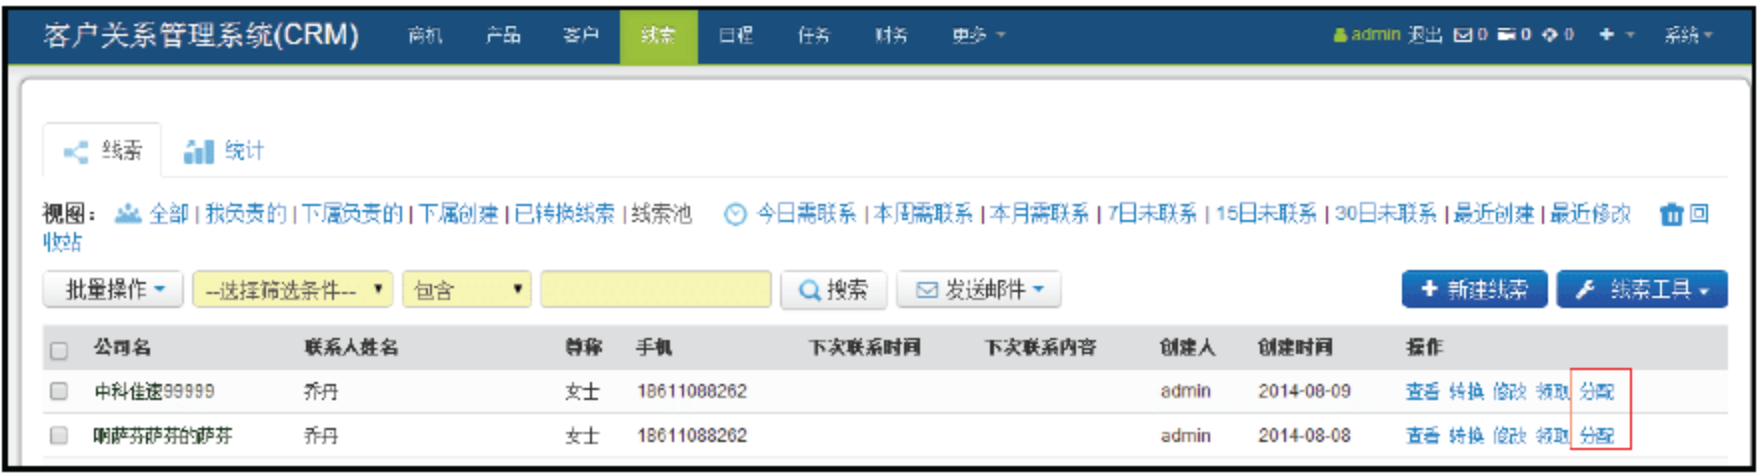 客户关系管理系统(CRM) 商机 产品 客户 线索 日程 任务 财务 更多 admin 退出 0 0 0 + 系统
线索 统计
视图： 全部 | 我负责的 | 下属负责的 | 下属创建 | 已转换线索 | 线索池 今日需联系 | 本周需联系 | 本月需联系 | 7日未联系 | 15日未联系 | 30日未联系 | 最近创建 | 最近修改 回
收站
批量操作 --选择筛选条件-- 包含 搜索 发送邮件 + 新建线索 线索工具
公司名 联系人姓名 尊称 手机 下次联系时间 下次联系内容 创建人 创建时间 操作
中科佳速99999 乔丹 女士 18611088262 admin 2014-08-09 查看 转换 修改 领取 分配
啊萨芬萨芬的萨芬 乔丹 女士 18611088262 admin 2014-08-08 查看 转换 修改 领取 分配